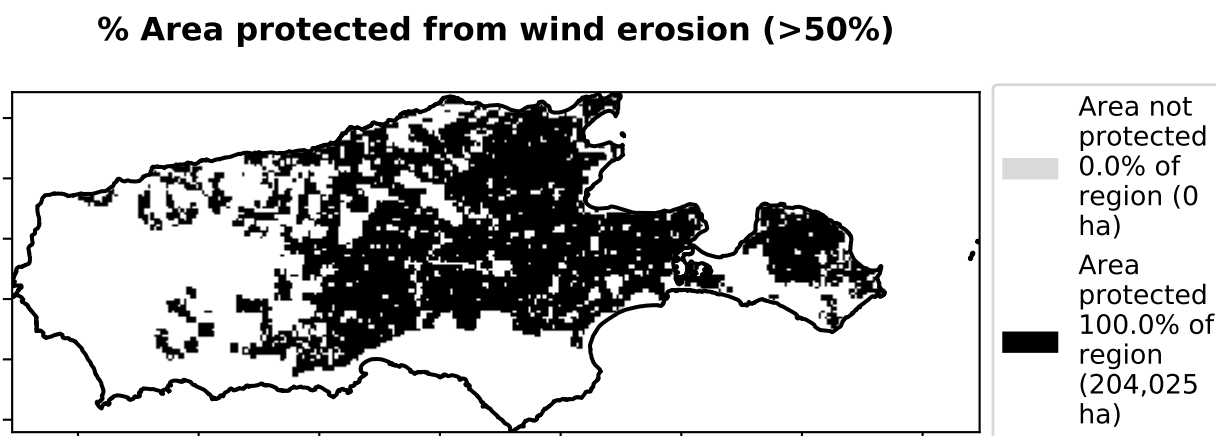 % Area protected from wind erosion (>50%)
Area not
protected
0.0% of
region (0
ha)
Area
protected
100.0% of
region
(204,025
ha)